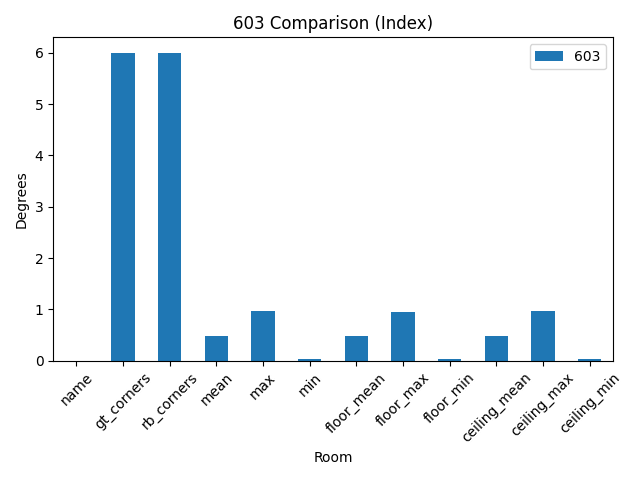 603 Comparison (Index)
603
Degrees
6
5
4
3
2
1
0
name
gt_corners
rb_corners
mean
max
min
floor_mean
floor_max
floor_min
ceiling_mean
ceiling_max
ceiling_min
Room